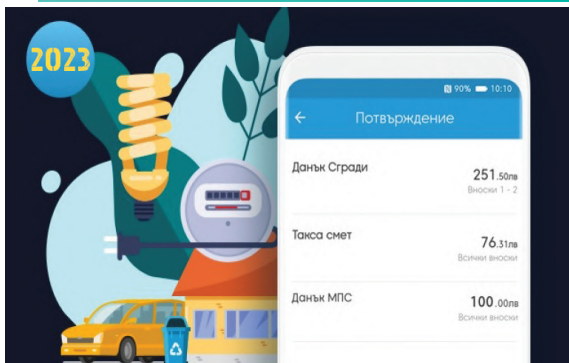 2023
90% 10:10
Потвърждение
Данък Сгради
251.50лв
Вноски 1 - 2
Такса смет
76.31лв
Всички вноски
Данък МПС
100.00лв
Всички вноски